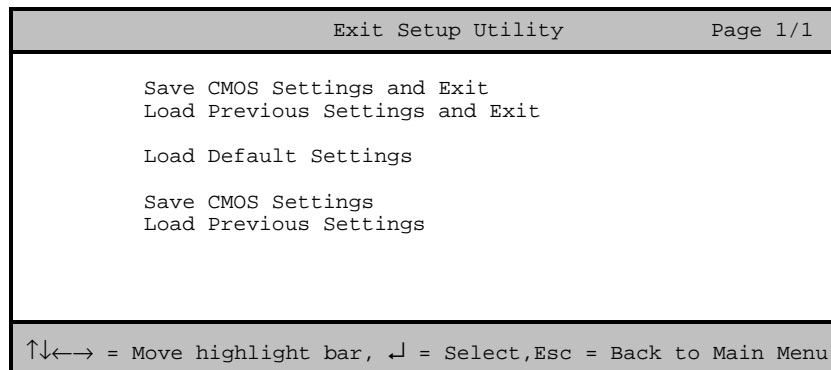 Exit Setup Utility Page 1/1
Save CMOS Settings and Exit
Load Previous Settings and Exit
Load Default Settings
Save CMOS Settings
Load Previous Settings
↑↓←→ = Move highlight bar, ↵ = Select,Esc = Back to Main Menu